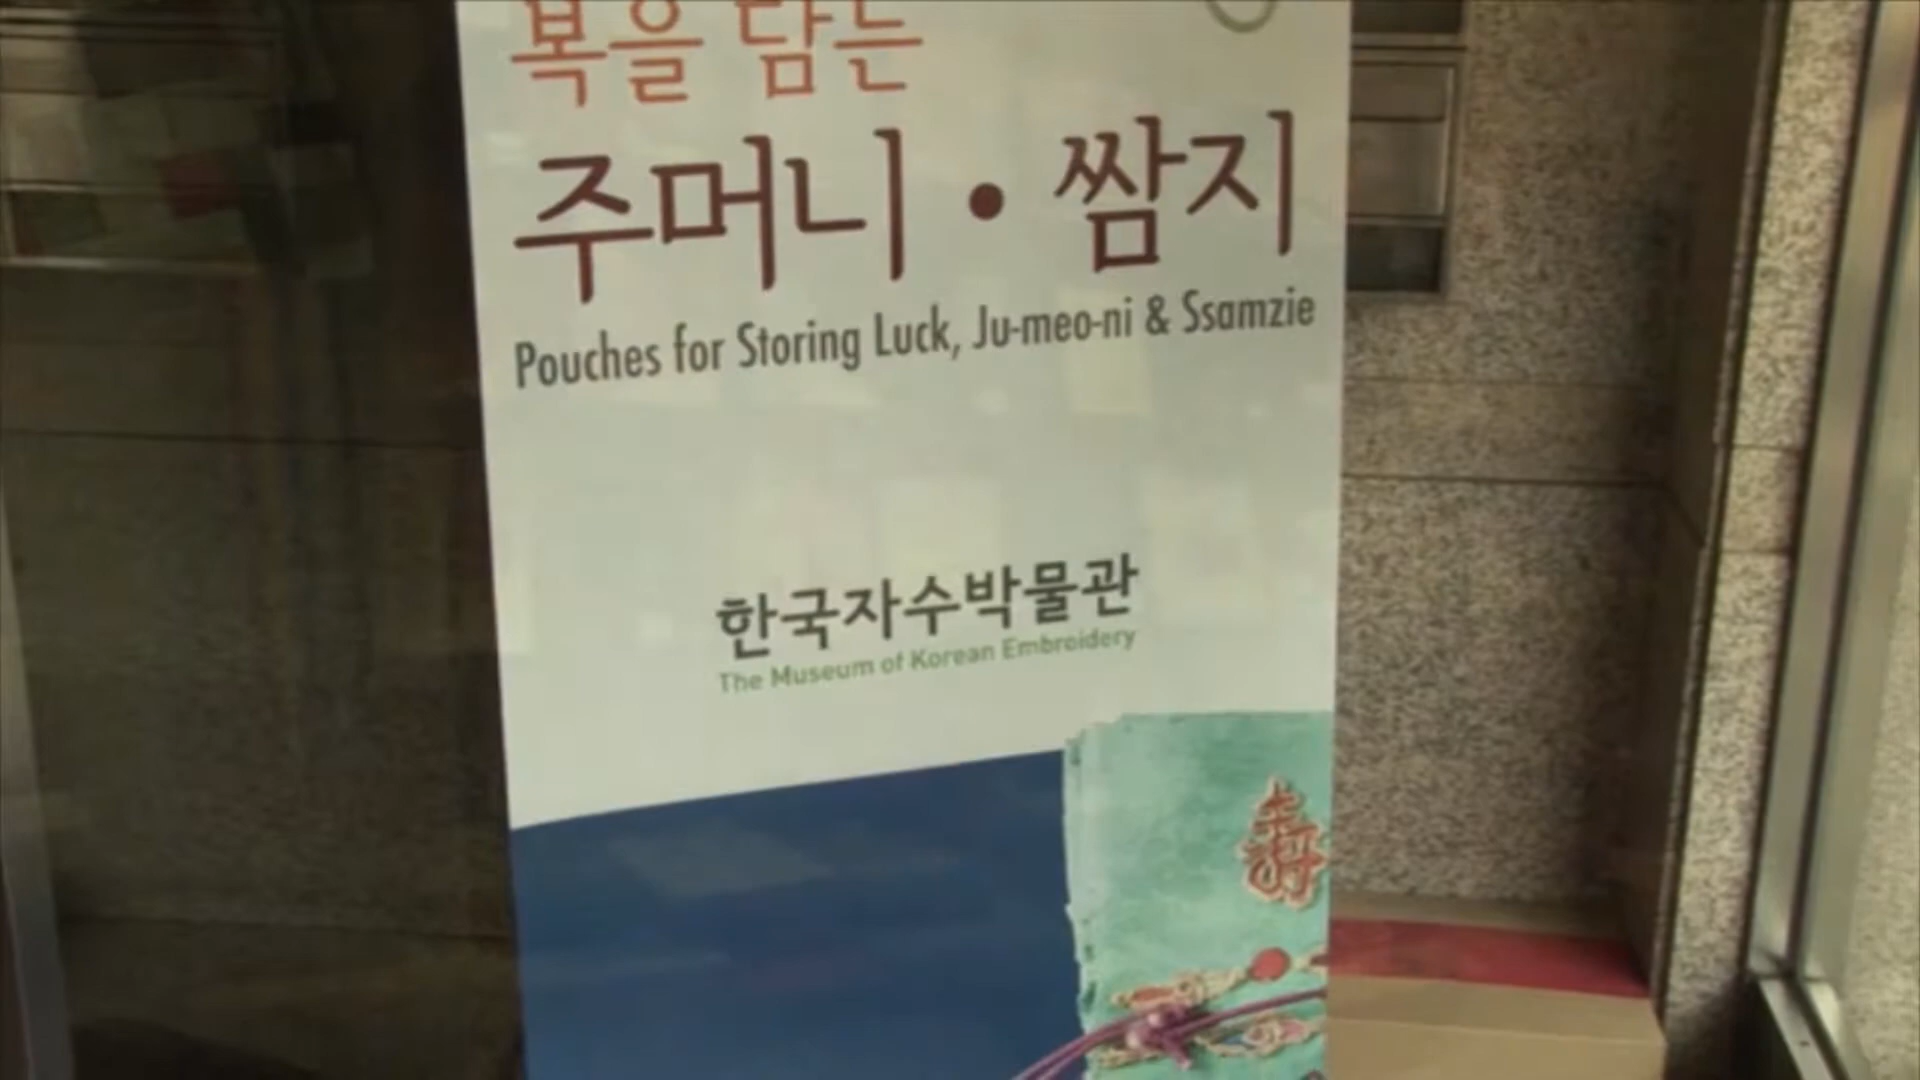 복을 담는
주머니 · 쌈지
Pouches for Storing Luck, Ju-meo-ni & Ssamzie
한국자수박물관
The Museum of Korean Embroidery
壽